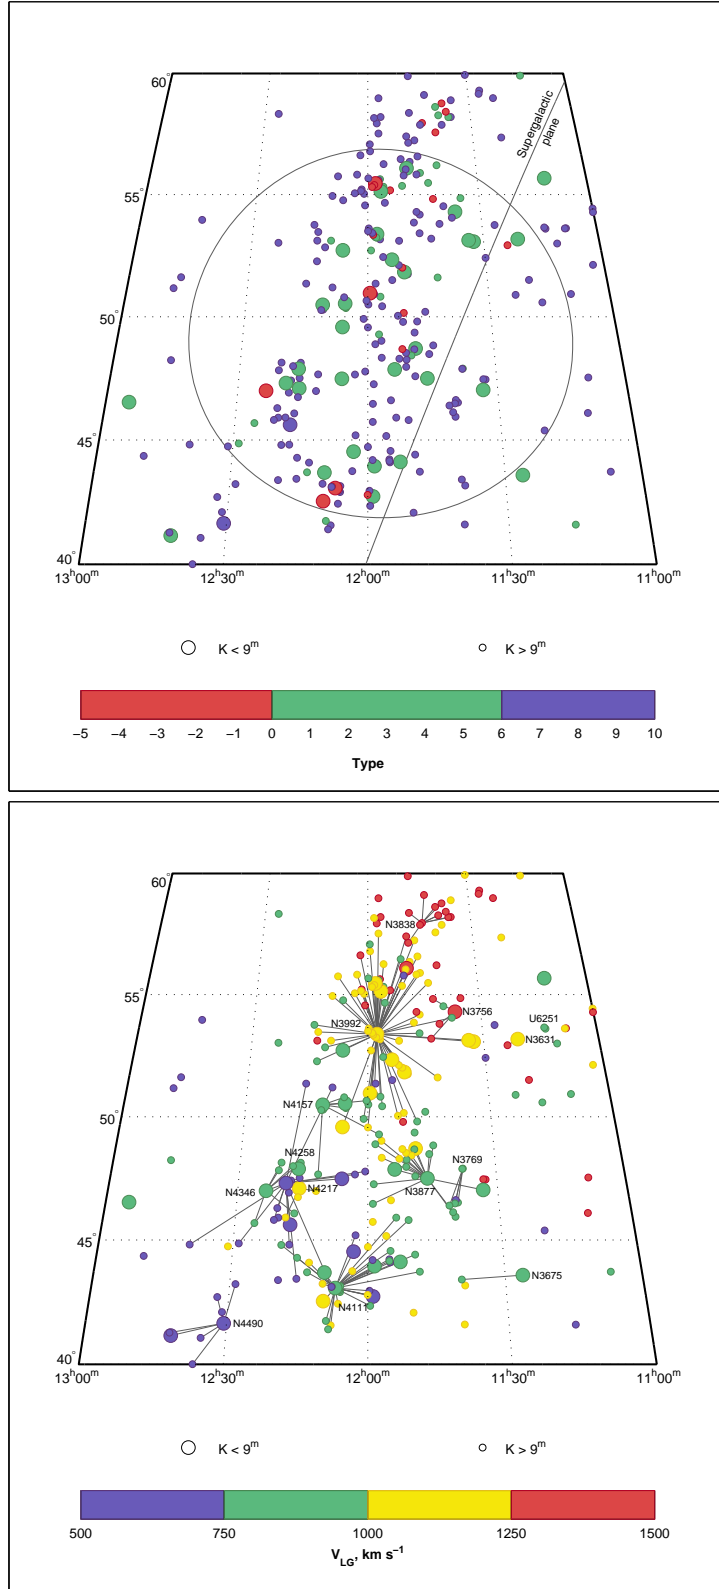 60°
Supergalactic
plane
55°
50°
45°
40°
13ʰ00ᵐ 12ʰ30ᵐ 12ʰ00ᵐ 11ʰ30ᵐ 11ʰ00ᵐ
K < 9ᵐ K > 9ᵐ
−5 −4 −3 −2 −1 0 1 2 3 4 5 6 7 8 9 10
Type
60°
N3838
55°
N3756
N3992
U6251
N3631
50°
N4157
N4258
N3769
N4346
N4217
N3877
45°
N3675
N4111
N4490
40°
13ʰ00ᵐ 12ʰ30ᵐ 12ʰ00ᵐ 11ʰ30ᵐ 11ʰ00ᵐ
K < 9ᵐ K > 9ᵐ
500 750 1000 1250 1500
V_LG, km s⁻¹